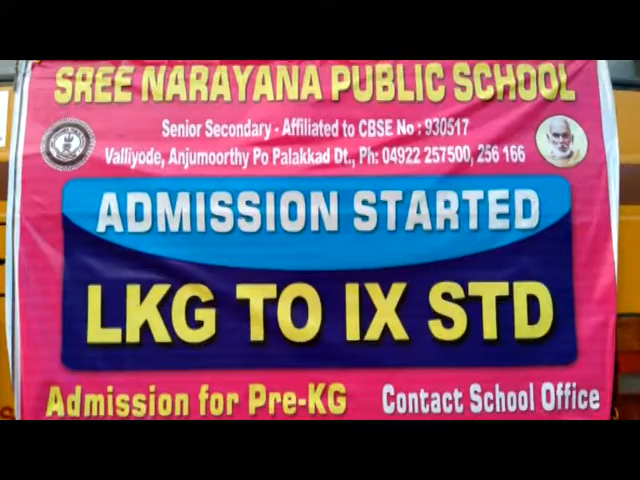 SREE NARAYANA PUBLIC SCHOOL
Senior Secondary - Affiliated to CBSE No : 930517
Valliyode, Anjumoorthy Po Palakkad Dt., Ph: 04922 257500, 256 166
ADMISSION STARTED
LKG TO IX STD
Admission for Pre-KG Contact School Office